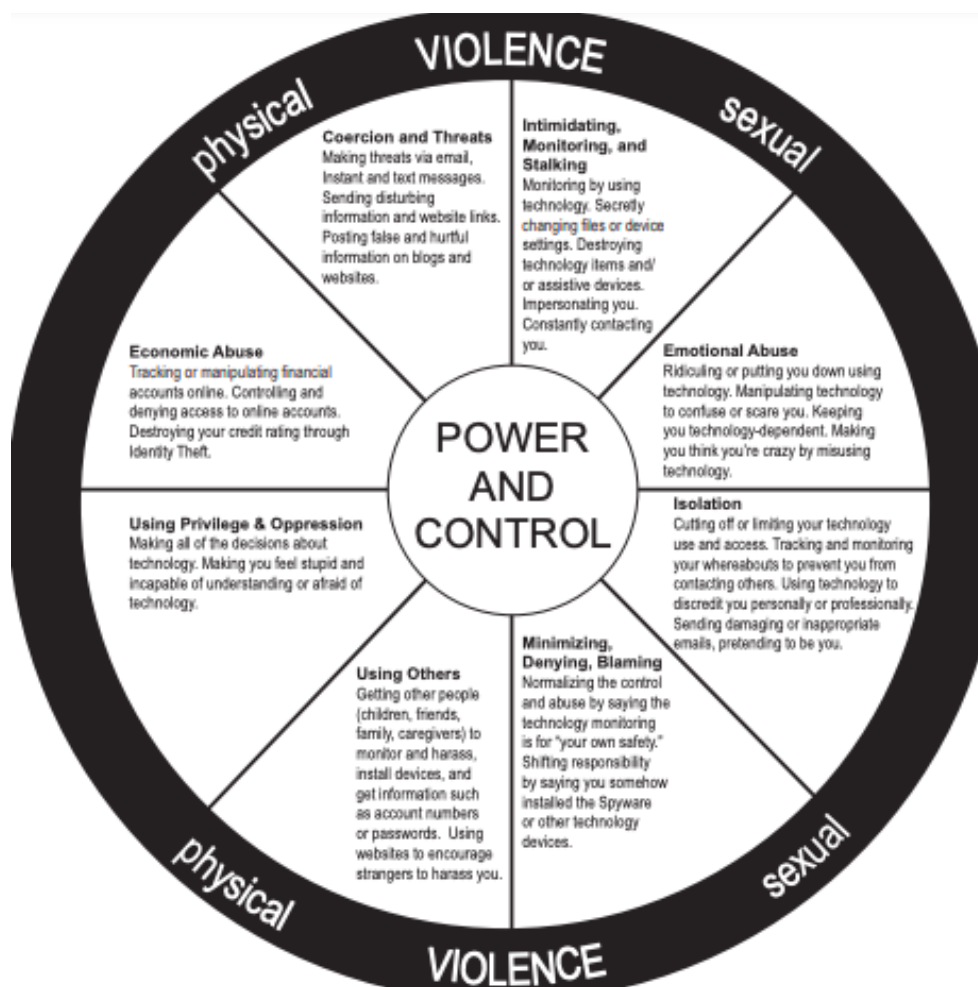 VIOLENCE
physical
sexual
Coercion and Threats
Making threats via email,
Instant and text messages.
Sending disturbing
information and website links.
Posting false and hurtful
information on blogs and
websites.
Intimidating,
Monitoring, and
Stalking
Monitoring by using
technology. Secretly
changing files or device
settings. Destroying
technology items and/
or assistive devices.
Impersonating you.
Constantly contacting
you.
Economic Abuse
Tracking or manipulating financial
accounts online. Controlling and
denying access to online accounts.
Destroying your credit rating through
Identity Theft.
Emotional Abuse
Ridiculing or putting you down using
technology. Manipulating technology
to confuse or scare you. Keeping
you technology-dependent. Making
you think you're crazy by misusing
technology.
POWER
AND
CONTROL
Using Privilege & Oppression
Making all of the decisions about
technology. Making you feel stupid and
incapable of understanding or afraid of
technology.
Isolation
Cutting off or limiting your technology
use and access. Tracking and monitoring
your whereabouts to prevent you from
contacting others. Using technology to
discredit you personally or professionally.
Sending damaging or inappropriate
emails, pretending to be you.
Using Others
Getting other people
(children, friends,
family, caregivers) to
monitor and harass,
install devices, and
get information such
as account numbers
or passwords. Using
websites to encourage
strangers to harass you.
Minimizing,
Denying, Blaming
Normalizing the control
and abuse by saying the
technology monitoring
is for “your own safety.”
Shifting responsibility
by saying you somehow
installed the Spyware
or other technology
devices.
physical
sexual
VIOLENCE